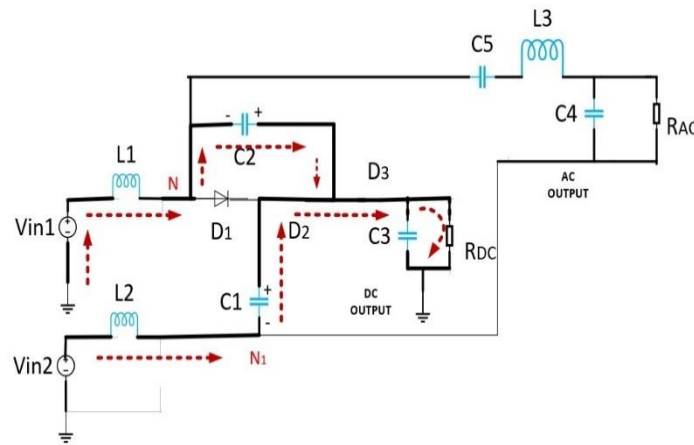 L3
C5
C4
RAC
- +
C2
L1
N
D3
AC
OUTPUT
D1
D2
Vin1
C3
RDC
L2
C1
+
-
DC
OUTPUT
Vin2
N1